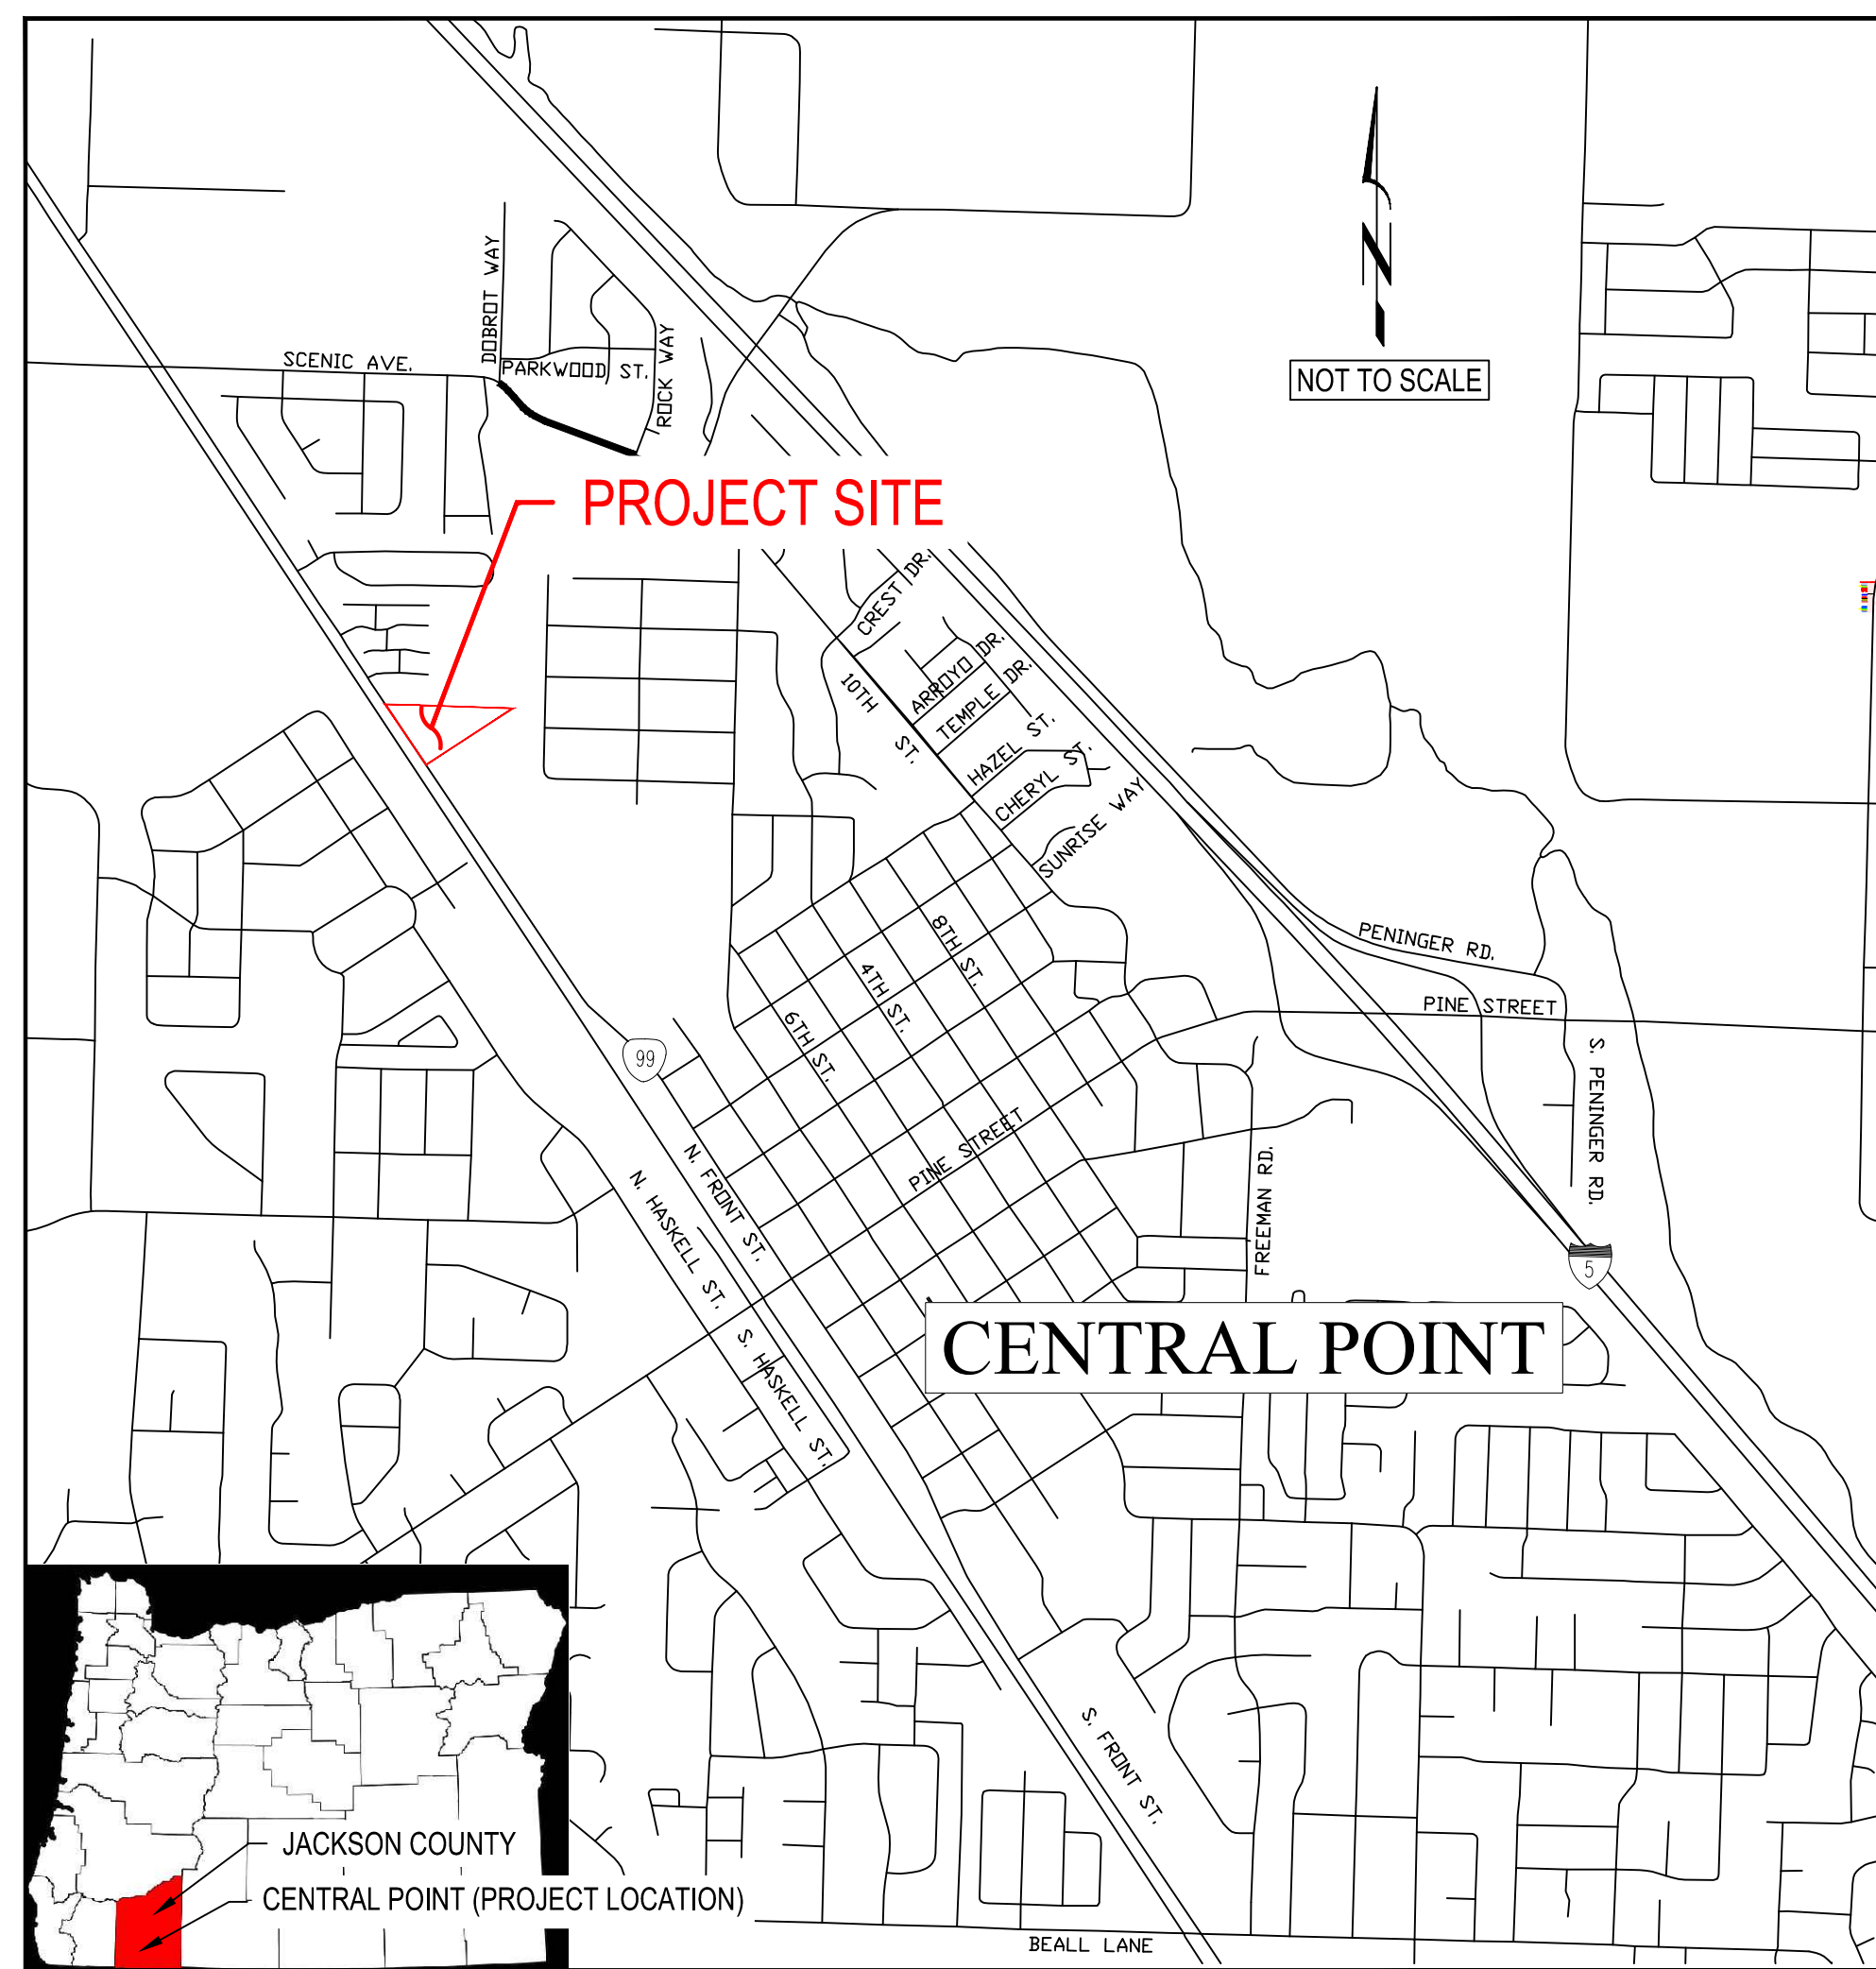 N
NOT TO SCALE
DOBROT WAY
SCENIC AVE.
PARKWOOD ST.
ROCK WAY
PROJECT SITE
CREST DR.
10TH ST.
ARROYO DR.
TEMPLE DR.
HAZEL ST.
CHERYL ST.
SUNRISE WAY
8TH ST.
4TH ST.
6TH ST.
PENINGER RD.
PINE STREET
S. PENINGER RD.
99
PINE STREET
N. FRONT ST.
N. HASKELL ST.
FREEMAN RD.
5
CENTRAL POINT
S. HASKELL ST.
S. FRONT ST.
JACKSON COUNTY
CENTRAL POINT (PROJECT LOCATION)
BEALL LANE